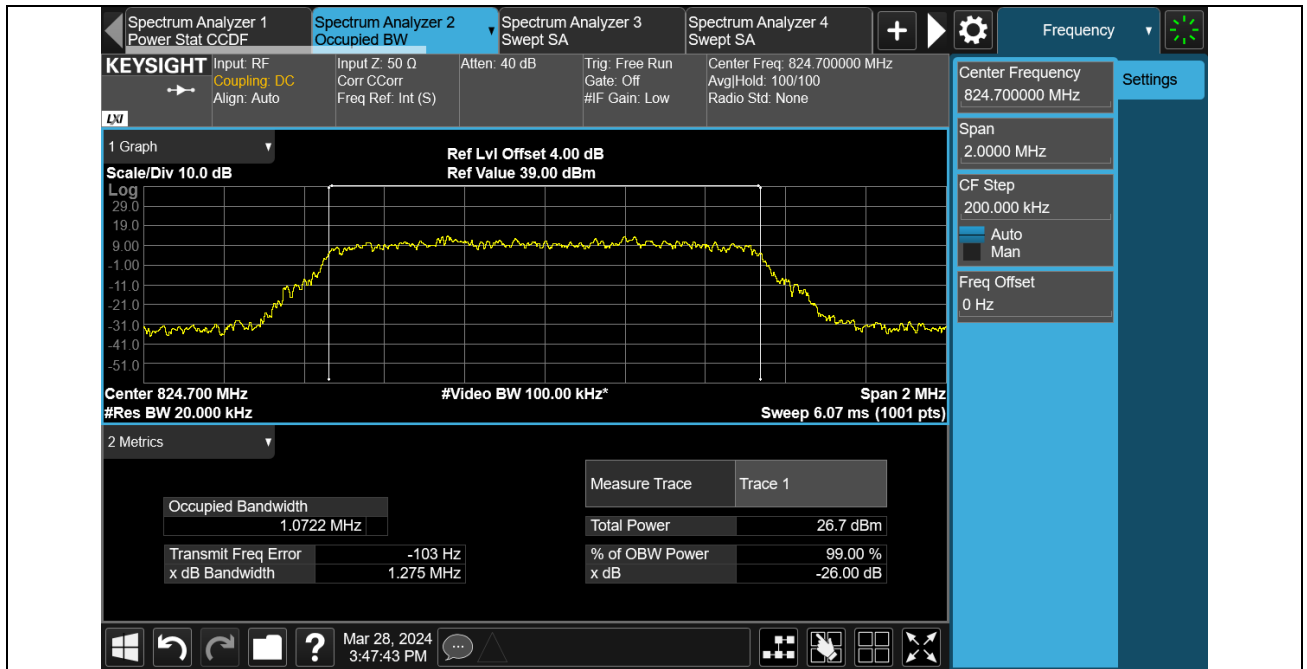 Spectrum Analyzer 1
Power Stat CCDF
Spectrum Analyzer 2
Occupied BW
Spectrum Analyzer 3
Swept SA
Spectrum Analyzer 4
Swept SA
+
Frequency
KEYSIGHT
LXI
Input: RF
Coupling: DC
Align: Auto
Input Z: 50 Ω
Corr CCorr
Freq Ref: Int (S)
Atten: 40 dB
Trig: Free Run
Gate: Off
#IF Gain: Low
Center Freq: 824.700000 MHz
Avg|Hold: 100/100
Radio Std: None
Center Frequency
824.700000 MHz
Settings
Span
2.0000 MHz
CF Step
200.000 kHz
Auto
Man
Freq Offset
0 Hz
1 Graph
Scale/Div 10.0 dB
Ref Lvl Offset 4.00 dB
Ref Value 39.00 dBm
Log
29.0
19.0
9.00
-1.00
-11.0
-21.0
-31.0
-41.0
-51.0
Center 824.700 MHz
#Video BW 100.00 kHz*
Span 2 MHz
#Res BW 20.000 kHz
Sweep 6.07 ms (1001 pts)
2 Metrics
Measure Trace Trace 1
Occupied Bandwidth
1.0722 MHz
Total Power 26.7 dBm
Transmit Freq Error -103 Hz
% of OBW Power 99.00 %
x dB Bandwidth 1.275 MHz
x dB -26.00 dB
?
Mar 28, 2024
3:47:43 PM